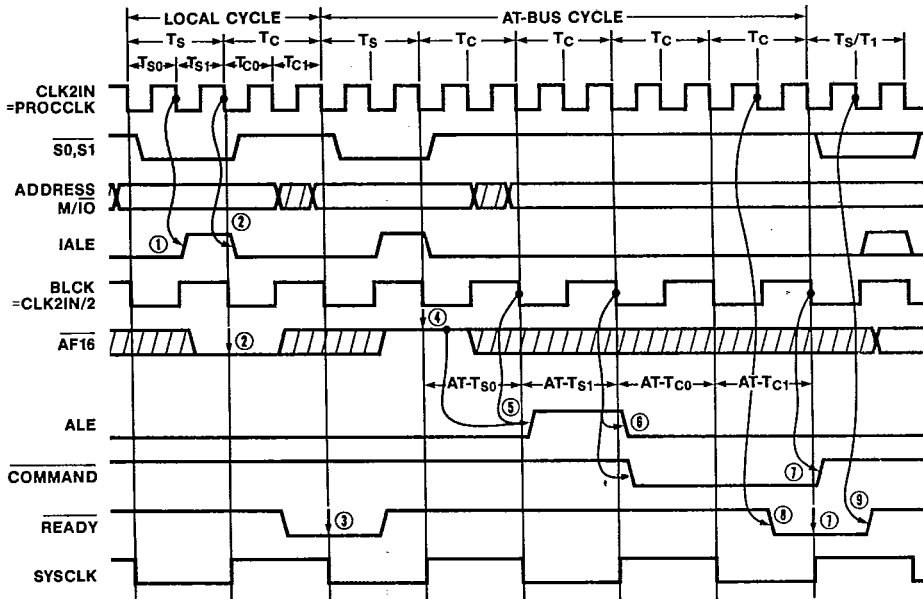 LOCAL CYCLE
AT-BUS CYCLE
TS TC TS TC TC TC TC TS/T1
TS0 TS1 TC0 TC1
CLK2IN
=PROCCLK
S0,S1
ADDRESS
M/IO
②
①
IALE
BLCK
=CLK2IN/2
④
②
AF16
AT-TS0 AT-TS1 AT-TC0 AT-TC1
⑤
⑥
ALE
⑦
COMMAND
③
⑧
⑦
⑨
READY
SYSCLK